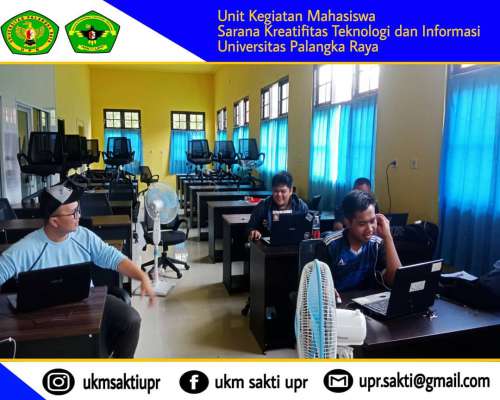 Unit Kegiatan Mahasiswa
Sarana Kreatifitas Teknologi dan Informasi
Universitas Palangka Raya
ukmsaktiupr
ukm sakti upr
upr.sakti@gmail.com